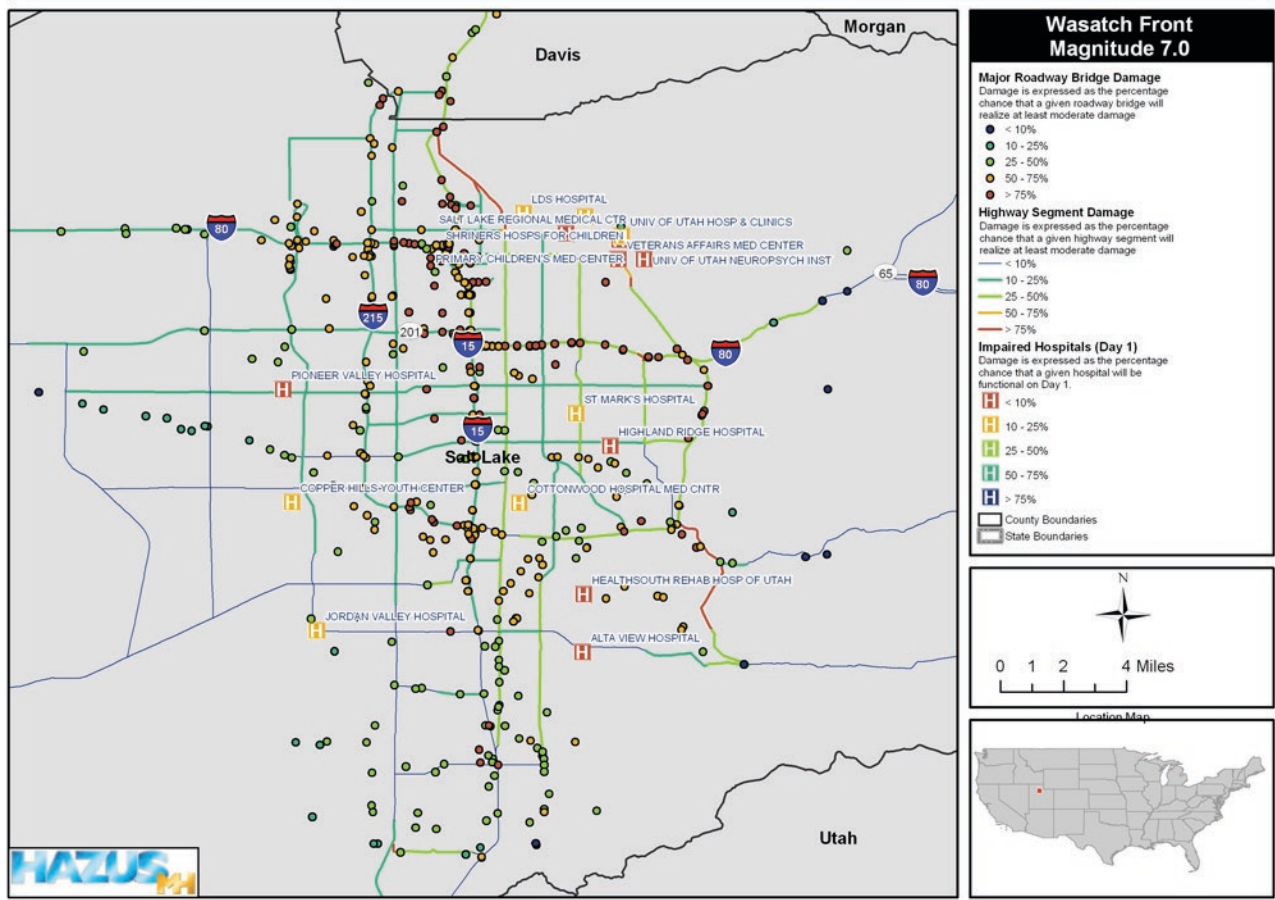 Morgan
Davis
LDS HOSPITAL
SALT LAKE REGIONAL MEDICAL CTR
UNIV OF UTAH HOSP & CLINICS
80
SHRINERS HOSPS FOR CHILDREN
VETERANS AFFAIRS MED CENTER
PRIMARY CHILDREN'S MED CENTER
UNIV OF UTAH NEUROPSYCH INST
65
80
215
201
15
80
PIONEER VALLEY HOSPITAL
H
ST MARK'S HOSPITAL
H
15
HIGHLAND RIDGE HOSPITAL
H
Salt Lake
COPPER HILLS YOUTH CENTER
H
COTTONWOOD HOSPITAL MED CNTR
H
HEALTHSOUTH REHAB HOSP OF UTAH
H
JORDAN VALLEY HOSPITAL
H
ALTA VIEW HOSPITAL
H
Utah
HAZUS
MH
Wasatch Front
Magnitude 7.0
Major Roadway Bridge Damage
Damage is expressed as the percentage
chance that a given roadway bridge will
realize at least moderate damage
< 10%
10 - 25%
25 - 50%
50 - 75%
> 75%
Highway Segment Damage
Damage is expressed as the percentage
chance that a given highway segment will
realize at least moderate damage
< 10%
10 - 25%
25 - 50%
50 - 75%
> 75%
Impaired Hospitals (Day 1)
Damage is expressed as the percentage
chance that a given hospital will be
functional on Day 1.
H < 10%
H 10 - 25%
H 25 - 50%
H 50 - 75%
H > 75%
County Boundaries
State Boundaries
N
0 1 2 4 Miles
Location Map